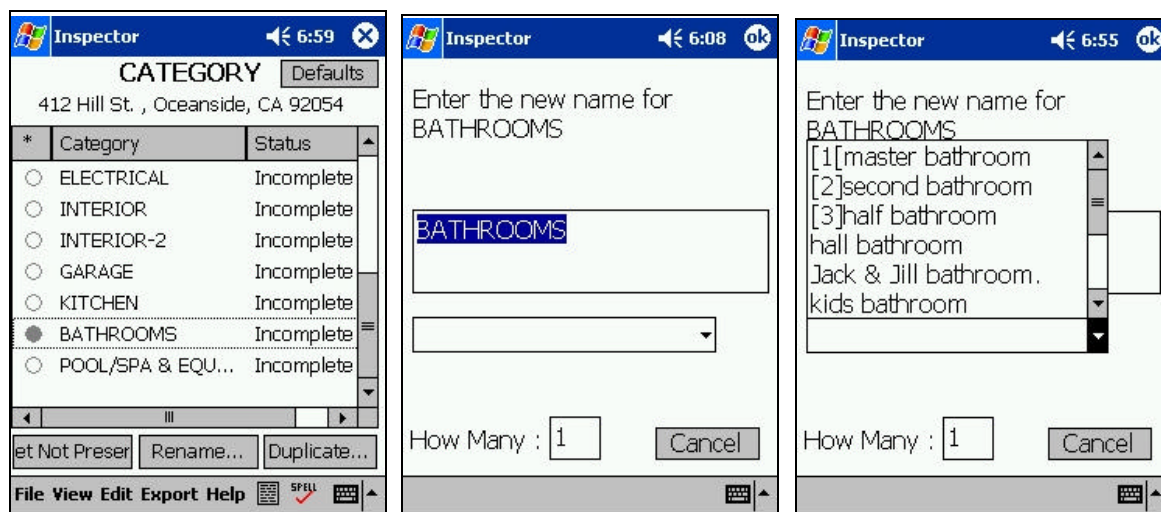 Inspector 6:59
CATEGORY Defaults
412 Hill St. , Oceanside, CA 92054
* Category Status
ELECTRICAL Incomplete
INTERIOR Incomplete
INTERIOR-2 Incomplete
GARAGE Incomplete
KITCHEN Incomplete
BATHROOMS Incomplete
POOL/SPA & EQU... Incomplete
et Not Preser Rename... Duplicate...
File View Edit Export Help SPELL
Inspector 6:08 ok
Enter the new name for
BATHROOMS
BATHROOMS
How Many : 1 Cancel
Inspector 6:55 ok
Enter the new name for
BATHROOMS
[1[master bathroom
[2]second bathroom
[3]half bathroom
hall bathroom
Jack & Jill bathroom.
kids bathroom
How Many : 1 Cancel